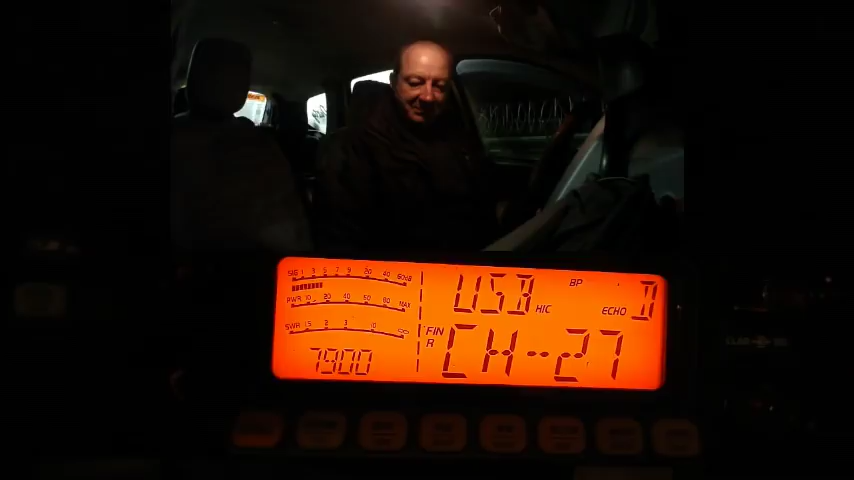 SIG 1 3 5 7 9 20 40 60dB
PWR 10 20 40 50 80 MAX
SWR 1.5 2 3 10 ∞
7900
USB HIC BP ECHO D
FIN
R CH-27